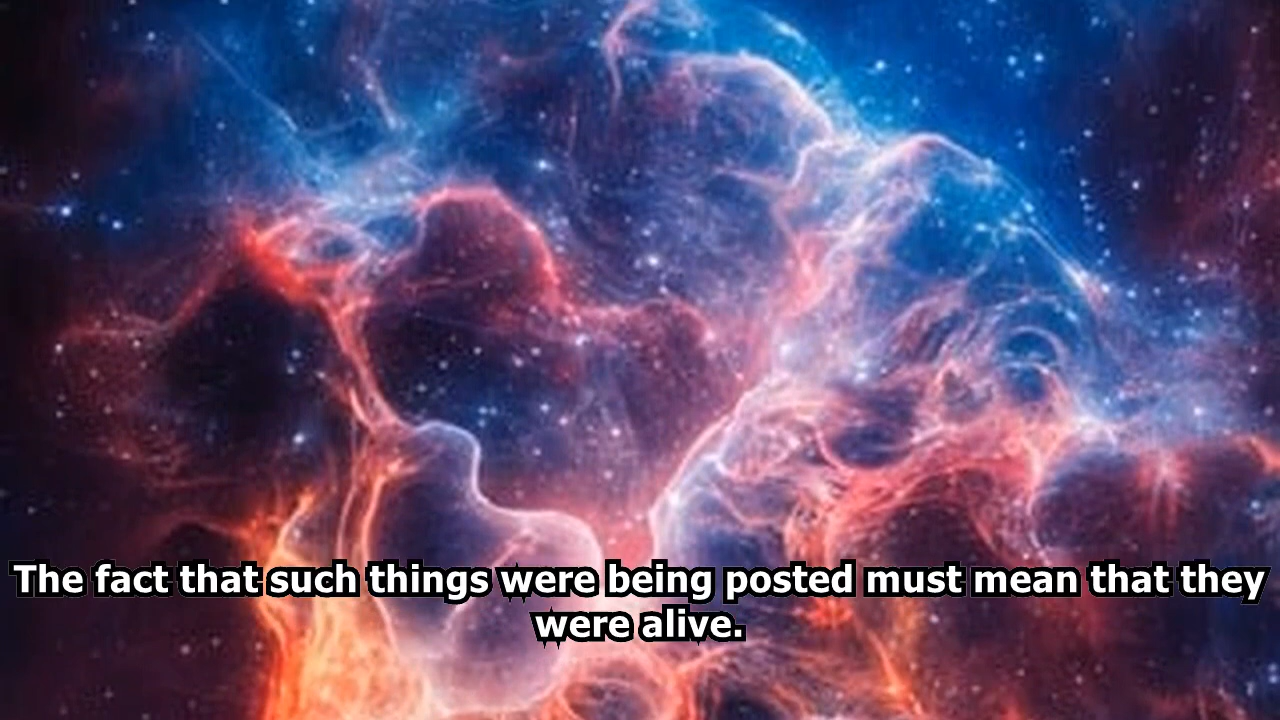 The fact that such things were being posted must mean that they
were alive.